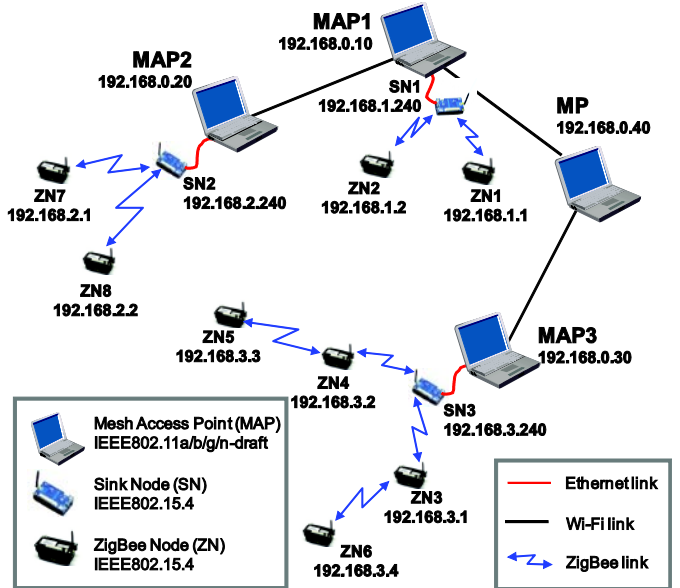 MAP1
192.168.0.10
MAP2
192.168.0.20
SN1
192.168.1.240
MP
192.168.0.40
ZN7
192.168.2.1
SN2
192.168.2.240
ZN2
192.168.1.2
ZN1
192.168.1.1
ZN8
192.168.2.2
ZN5
192.168.3.3
ZN4
192.168.3.2
MAP3
192.168.0.30
SN3
192.168.3.240
ZN3
192.168.3.1
ZN6
192.168.3.4
Mesh Access Point (MAP)
IEEE802.11a/b/g/n-draft
Sink Node (SN)
IEEE802.15.4
ZigBee Node (ZN)
IEEE802.15.4
Ethernet link
Wi-Fi link
ZigBee link